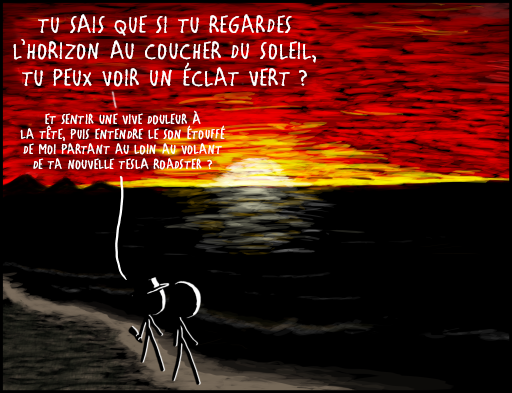 TU SAIS QUE SI TU REGARDES
L'HORIZON AU COUCHER DU SOLEIL,
TU PEUX VOIR UN ÉCLAT VERT ?
ET SENTIR UNE VIVE DOULEUR À
LA TÊTE, PUIS ENTENDRE LE SON ÉTOUFFÉ
DE MOI PARTANT AU LOIN AU VOLANT
DE TA NOUVELLE TESLA ROADSTER ?